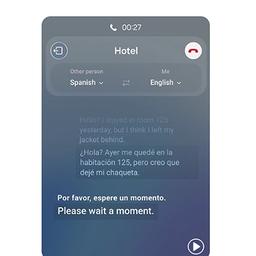 00:27
Hotel
Other person
Me
Spanish
English
Hello? I stayed in room 125
yesterday, but I think I left my
jacket behind.
¿Hola? Ayer me quedé en la
habitación 125, pero creo que
dejé mi chaqueta.
Por favor, espere un momento.
Please wait a moment.